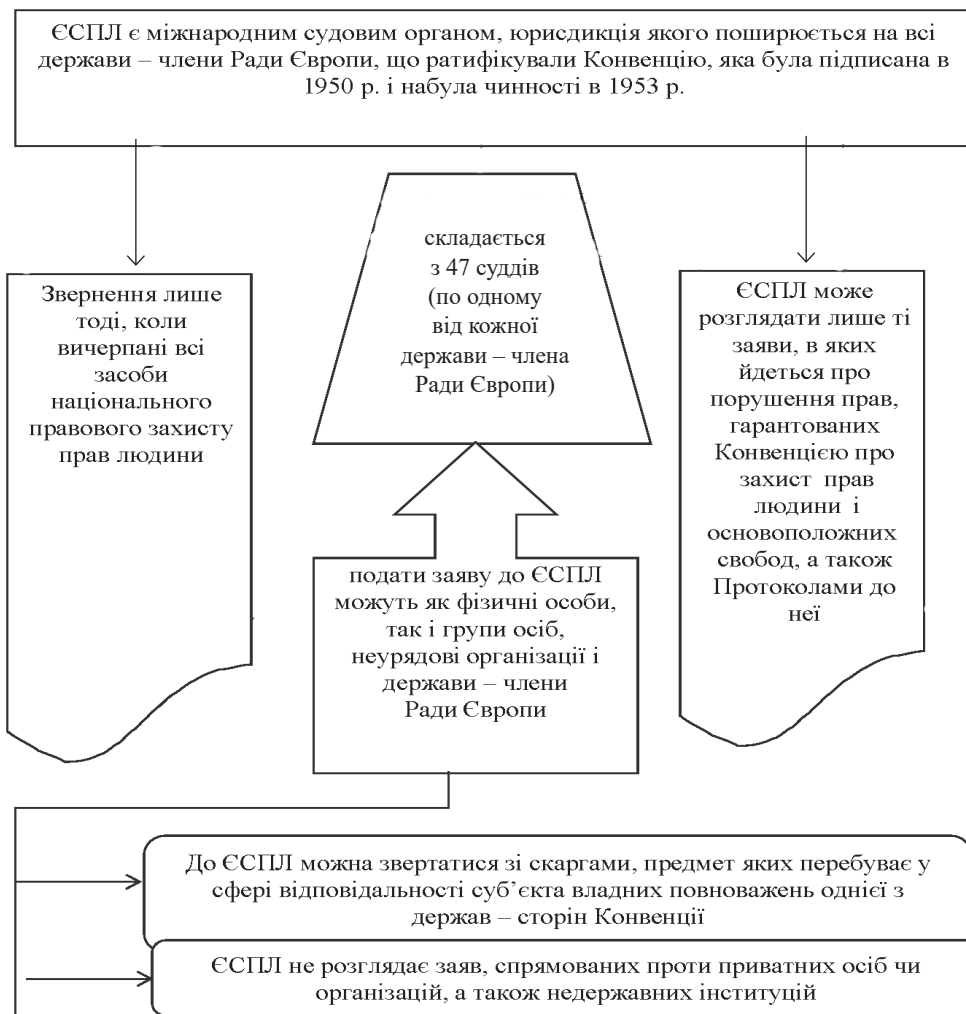 ЄСПЛ є міжнародним судовим органом, юрисдикція якого поширюється на всі
держави – члени Ради Європи, що ратифікували Конвенцію, яка була підписана в
1950 р. і набула чинності в 1953 р.
Звернення лише
тоді, коли
вичерпані всі
засоби
національного
правового захисту
прав людини
складається
з 47 суддів
(по одному
від кожної
держави – члена
Ради Європи)
ЄСПЛ може
розглядати лише ті
заяви, в яких
йдеться про
порушення прав,
гарантованих
Конвенцією про
захист прав
людини і
основоположних
свобод, а також
Протоколами до
неї
подати заяву до ЄСПЛ
можуть як фізичні особи,
так і групи осіб,
неурядові організації і
держави – члени
Ради Європи
До ЄСПЛ можна звертатися зі скаргами, предмет яких перебуває у
сфері відповідальності суб’єкта владних повноважень однієї з
держав – сторін Конвенції
ЄСПЛ не розглядає заяв, спрямованих проти приватних осіб чи
організацій, а також недержавних інституцій